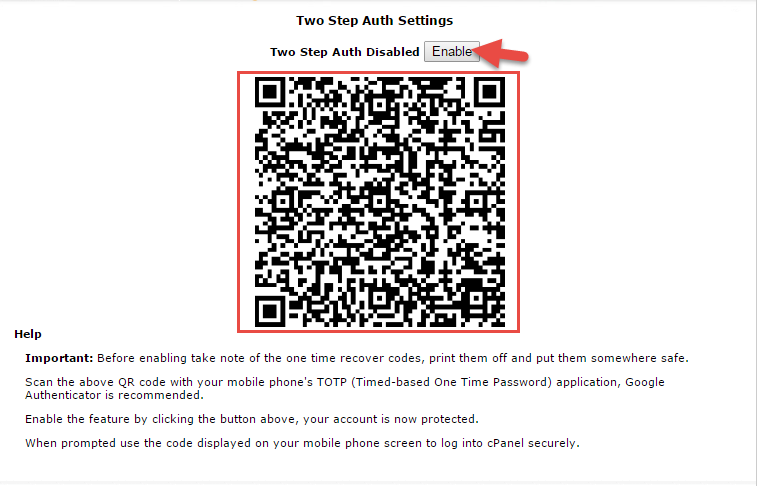 Two Step Auth Settings
Two Step Auth Disabled Enable
Help
Important: Before enabling take note of the one time recover codes, print them off and put them somewhere safe.
Scan the above QR code with your mobile phone's TOTP (Timed-based One Time Password) application, Google
Authenticator is recommended.
Enable the feature by clicking the button above, your account is now protected.
When prompted use the code displayed on your mobile phone screen to log into cPanel securely.